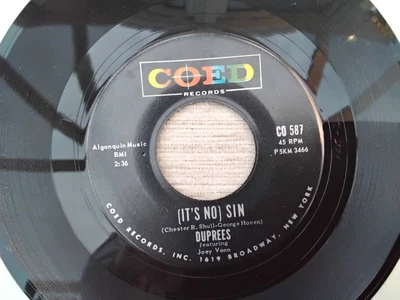 COED
RECORDS
Algonquin Music
BMI
2:36
CO 587
45 RPM
P5KM 3466
(IT'S NO) SIN
(Chester R. Shull-George Hoven)
DUPREES
featuring
Joey Vann
COED RECORDS, INC. 1619 BROADWAY, NEW YORK